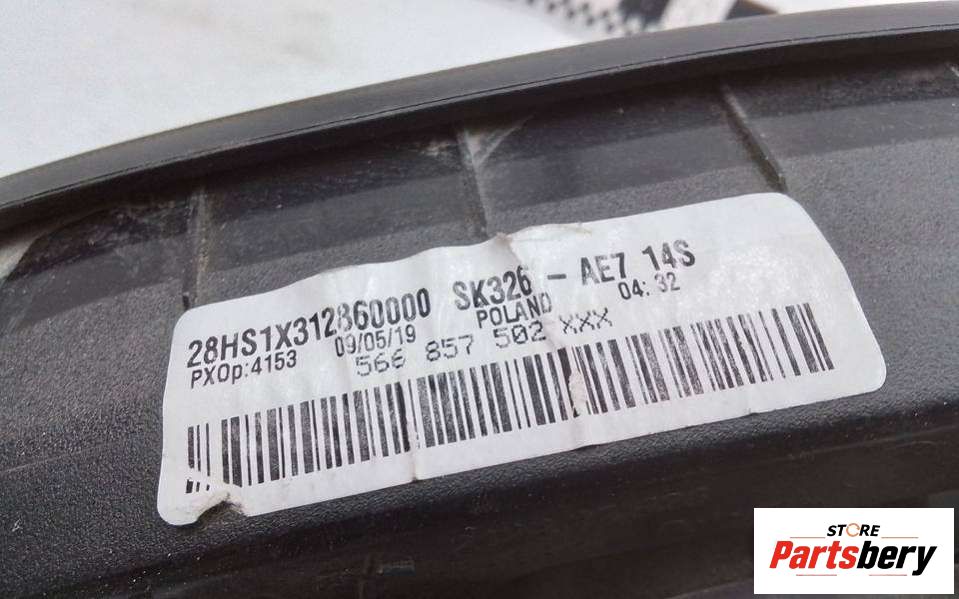 28HS1X312860000 SK326 - AE7 14S
PXOp:4153 09/05/19 POLAND 04:32
566 857 502 XXX
STORE
Partsbery